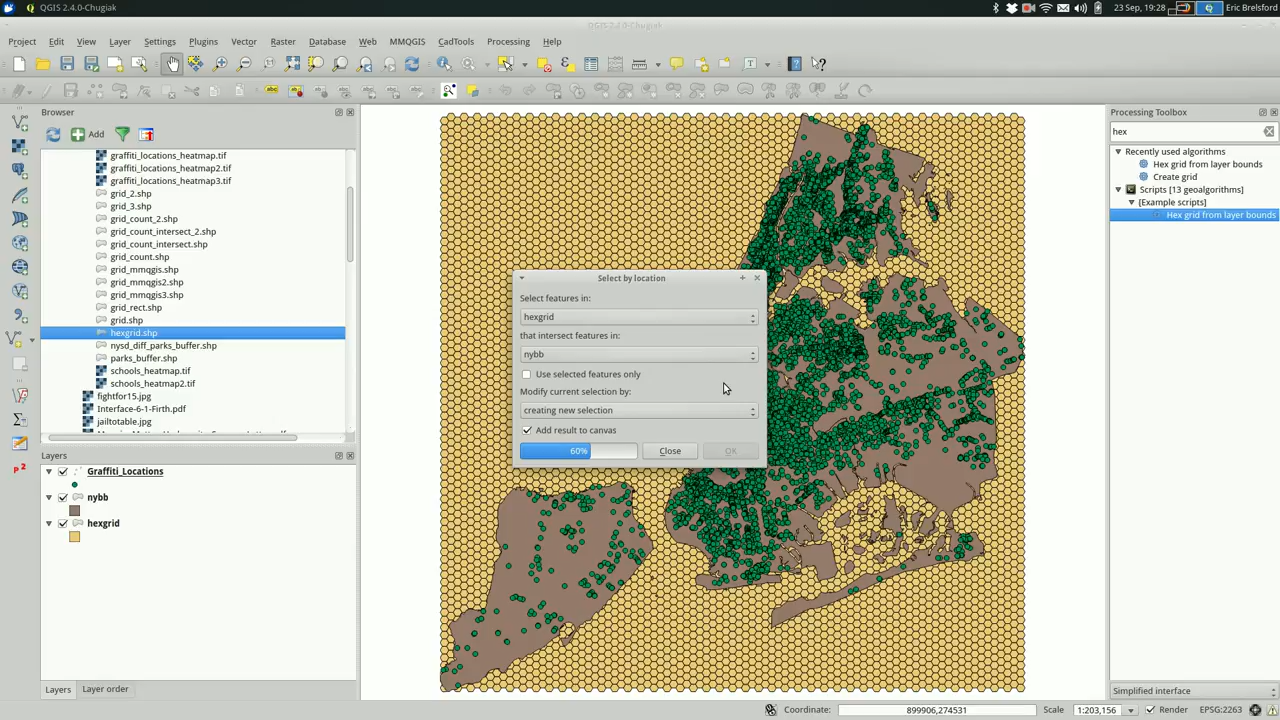 QGIS 2.4.0-Chugiak
23 Sep, 19:28
Eric Brelsford
QGIS 2.4.0-Chugiak
Project Edit View Layer Settings Plugins Vector Raster Database Web MMQGIS CadTools Processing Help
Browser
Add
graffiti_locations_heatmap.tif
graffiti_locations_heatmap2.tif
graffiti_locations_heatmap3.tif
grid_2.shp
grid_3.shp
grid_count_2.shp
grid_count_intersect_2.shp
grid_count_intersect.shp
grid_count.shp
grid_mmqgis.shp
grid_mmqgis2.shp
grid_mmqgis3.shp
grid_rect.shp
grid.shp
hexgrid.shp
nysd_diff_parks_buffer.shp
parks_buffer.shp
schools_heatmap.tif
schools_heatmap2.tif
fightfor15.jpg
Interface-6-1-Firth.pdf
jailtotable.jpg
Layers
Graffiti_Locations
nybb
hexgrid
Layers
Layer order
Select by location
Select features in:
hexgrid
that intersect features in:
nybb
Use selected features only
Modify current selection by:
creating new selection
Add result to canvas
60%
Close
OK
Processing Toolbox
hex
Recently used algorithms
Hex grid from layer bounds
Create grid
Scripts [13 geoalgorithms]
[Example scripts]
Hex grid from layer bounds
Simplified interface
Coordinate: 899906,274531 Scale 1:203,156 Render EPSG:2263